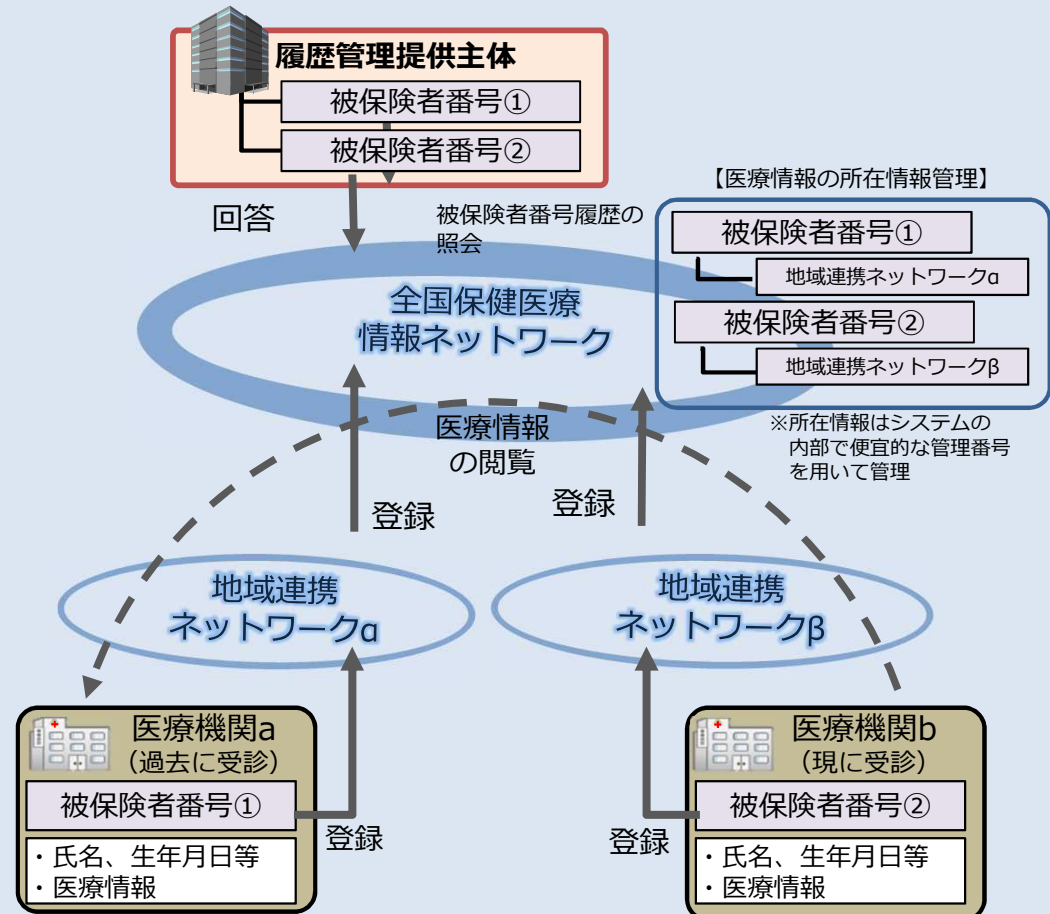 履歴管理提供主体
被保険者番号①
被保険者番号②
回答
被保険者番号履歴の
照会
【医療情報の所在情報管理】
被保険者番号①
地域連携ネットワークα
被保険者番号②
地域連携ネットワークβ
※所在情報はシステムの
内部で便宜的な管理番号
を用いて管理
全国保健医療
情報ネットワーク
医療情報
の閲覧
登録
登録
地域連携
ネットワークα
地域連携
ネットワークβ
医療機関a
（過去に受診）
被保険者番号①
・氏名、生年月日等
・医療情報
登録
医療機関b
（現に受診）
被保険者番号②
・氏名、生年月日等
・医療情報
登録